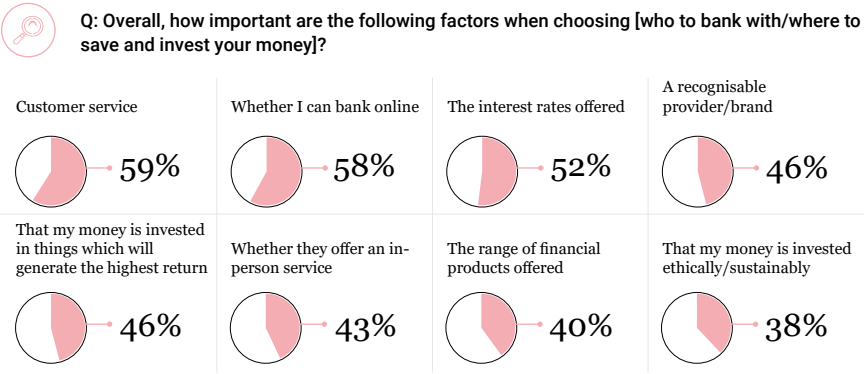 Q: Overall, how important are the following factors when choosing [who to bank with/where to
save and invest your money]?
Customer service
59%
Whether I can bank online
58%
The interest rates offered
52%
A recognisable
provider/brand
46%
That my money is invested
in things which will
generate the highest return
46%
Whether they offer an in-
person service
43%
The range of financial
products offered
40%
That my money is invested
ethically/sustainably
38%